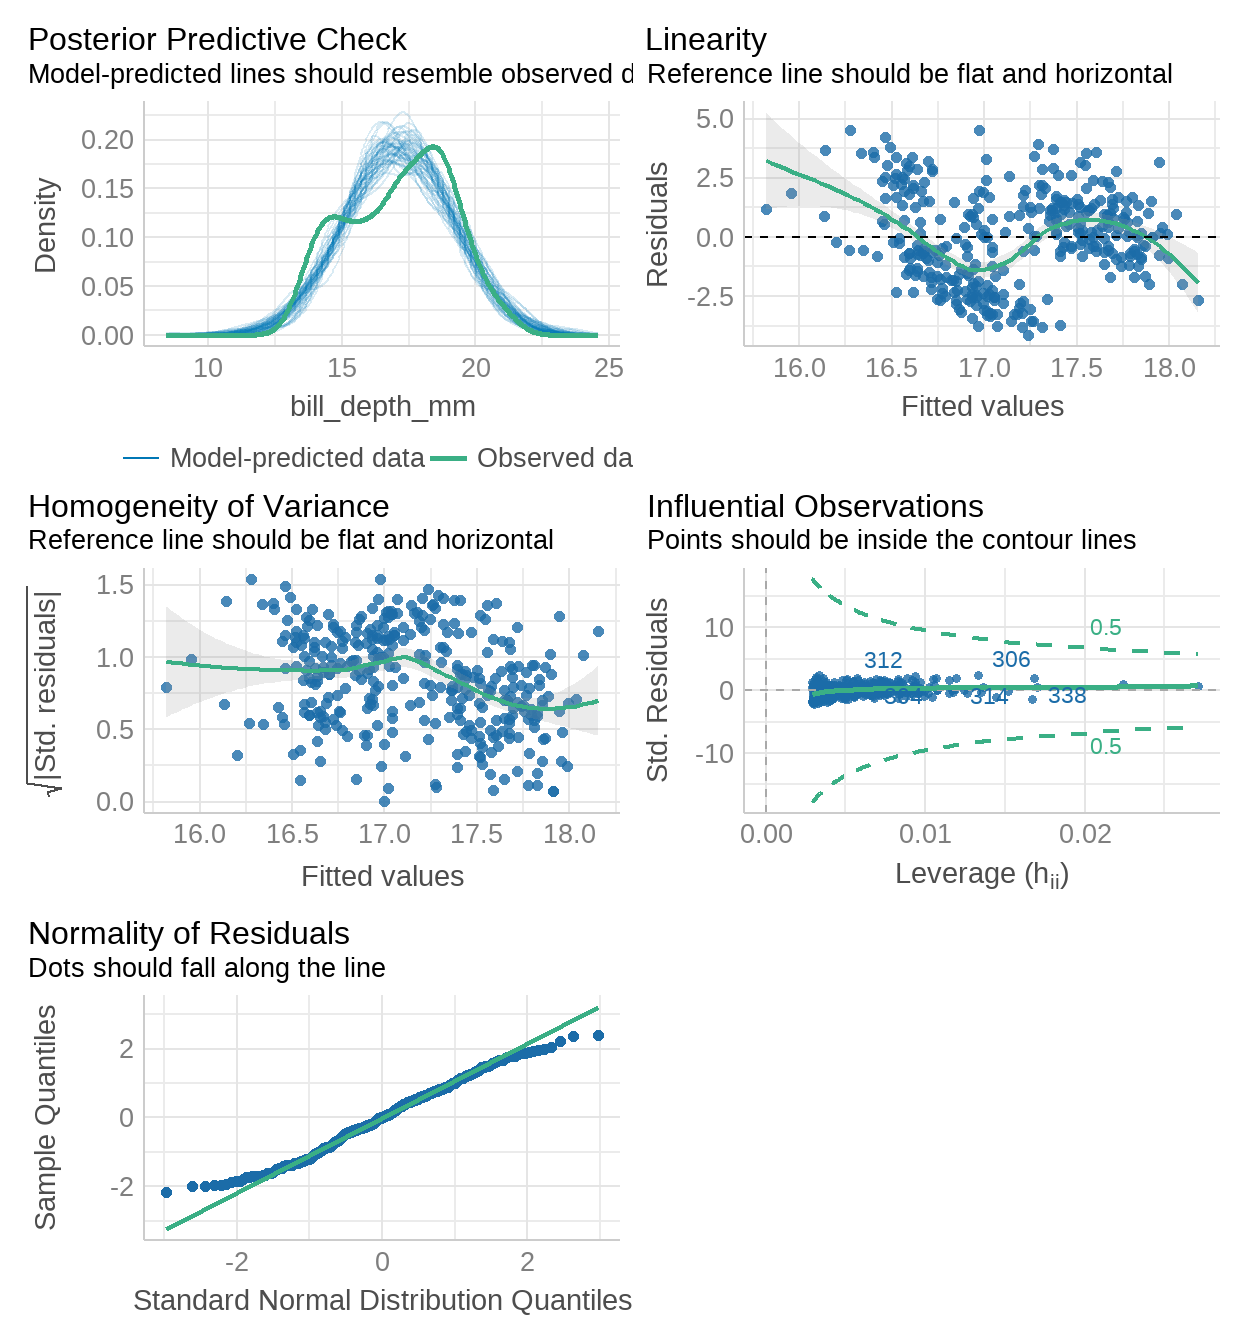 Posterior Predictive Check
Model-predicted lines should resemble observed d
Density
0.20
0.15
0.10
0.05
0.00
10 15 20 25
bill_depth_mm
Model-predicted data Observed da
Linearity
Reference line should be flat and horizontal
Residuals
5.0
2.5
0.0
-2.5
16.0 16.5 17.0 17.5 18.0
Fitted values
Homogeneity of Variance
Reference line should be flat and horizontal
√|Std. residuals|
1.5
1.0
0.5
0.0
16.0 16.5 17.0 17.5 18.0
Fitted values
Influential Observations
Points should be inside the contour lines
Std. Residuals
10
0
-10
0.5
312 306
314 338
0.5
0.00 0.01 0.02
Leverage (hii)
Normality of Residuals
Dots should fall along the line
Sample Quantiles
2
0
-2
-2 0 2
Standard Normal Distribution Quantiles